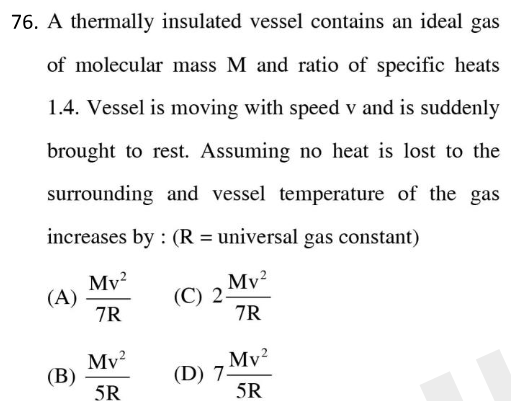 76. A thermally insulated vessel contains an ideal gas
of molecular mass M and ratio of specific heats
1.4. Vessel is moving with speed v and is suddenly
brought to rest. Assuming no heat is lost to the
surrounding and vessel temperature of the gas
increases by : (R = universal gas constant)
(A) Mv²/7R (C) 2 Mv²/7R
(B) Mv²/5R (D) 7 Mv²/5R